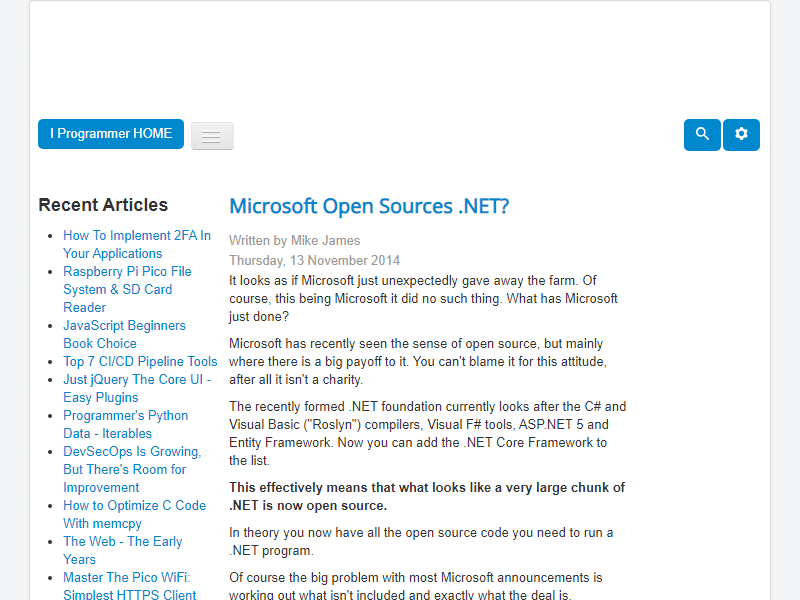 I Programmer HOME
Recent Articles
How To Implement 2FA In
Your Applications
Raspberry Pi Pico File
System & SD Card
Reader
JavaScript Beginners
Book Choice
Top 7 CI/CD Pipeline Tools
Just jQuery The Core UI -
Easy Plugins
Programmer's Python
Data - Iterables
DevSecOps Is Growing,
But There's Room for
Improvement
How to Optimize C Code
With memcpy
The Web - The Early
Years
Master The Pico WiFi:
Simplest HTTPS Client
Microsoft Open Sources .NET?
Written by Mike James
Thursday, 13 November 2014
It looks as if Microsoft just unexpectedly gave away the farm. Of
course, this being Microsoft it did no such thing. What has Microsoft
just done?
Microsoft has recently seen the sense of open source, but mainly
where there is a big payoff to it. You can't blame it for this attitude,
after all it isn't a charity.
The recently formed .NET foundation currently looks after the C# and
Visual Basic ("Roslyn") compilers, Visual F# tools, ASP.NET 5 and
Entity Framework. Now you can add the .NET Core Framework to
the list.
This effectively means that what looks like a very large chunk of
.NET is now open source.
In theory you now have all the open source code you need to run a
.NET program.
Of course the big problem with most Microsoft announcements is
working out what isn't included and exactly what the deal is.